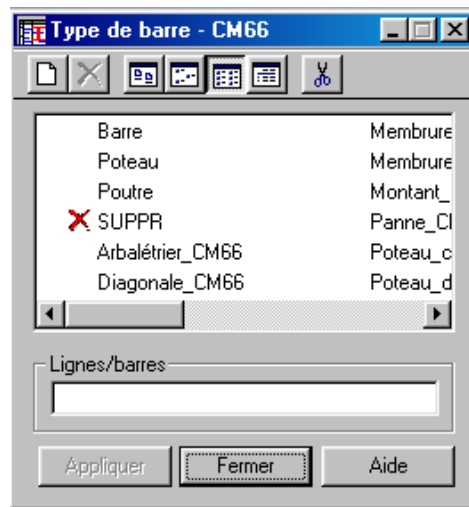 Type de barre - CM66
Barre Membrure
Poteau Membrure
Poutre Montant_
SUPPR Panne_Cl
Arbalétrier_CM66 Poteau_c
Diagonale_CM66 Poteau_d
Lignes/barres
Appliquer Fermer Aide